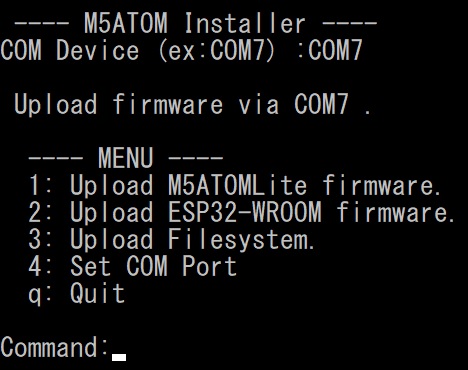 ---- M5ATOM Installer ----
COM Device (ex:COM7) :COM7
Upload firmware via COM7 .
---- MENU ----
1: Upload M5ATOMLite firmware.
2: Upload ESP32-WROOM firmware.
3: Upload Filesystem.
4: Set COM Port
q: Quit
Command: